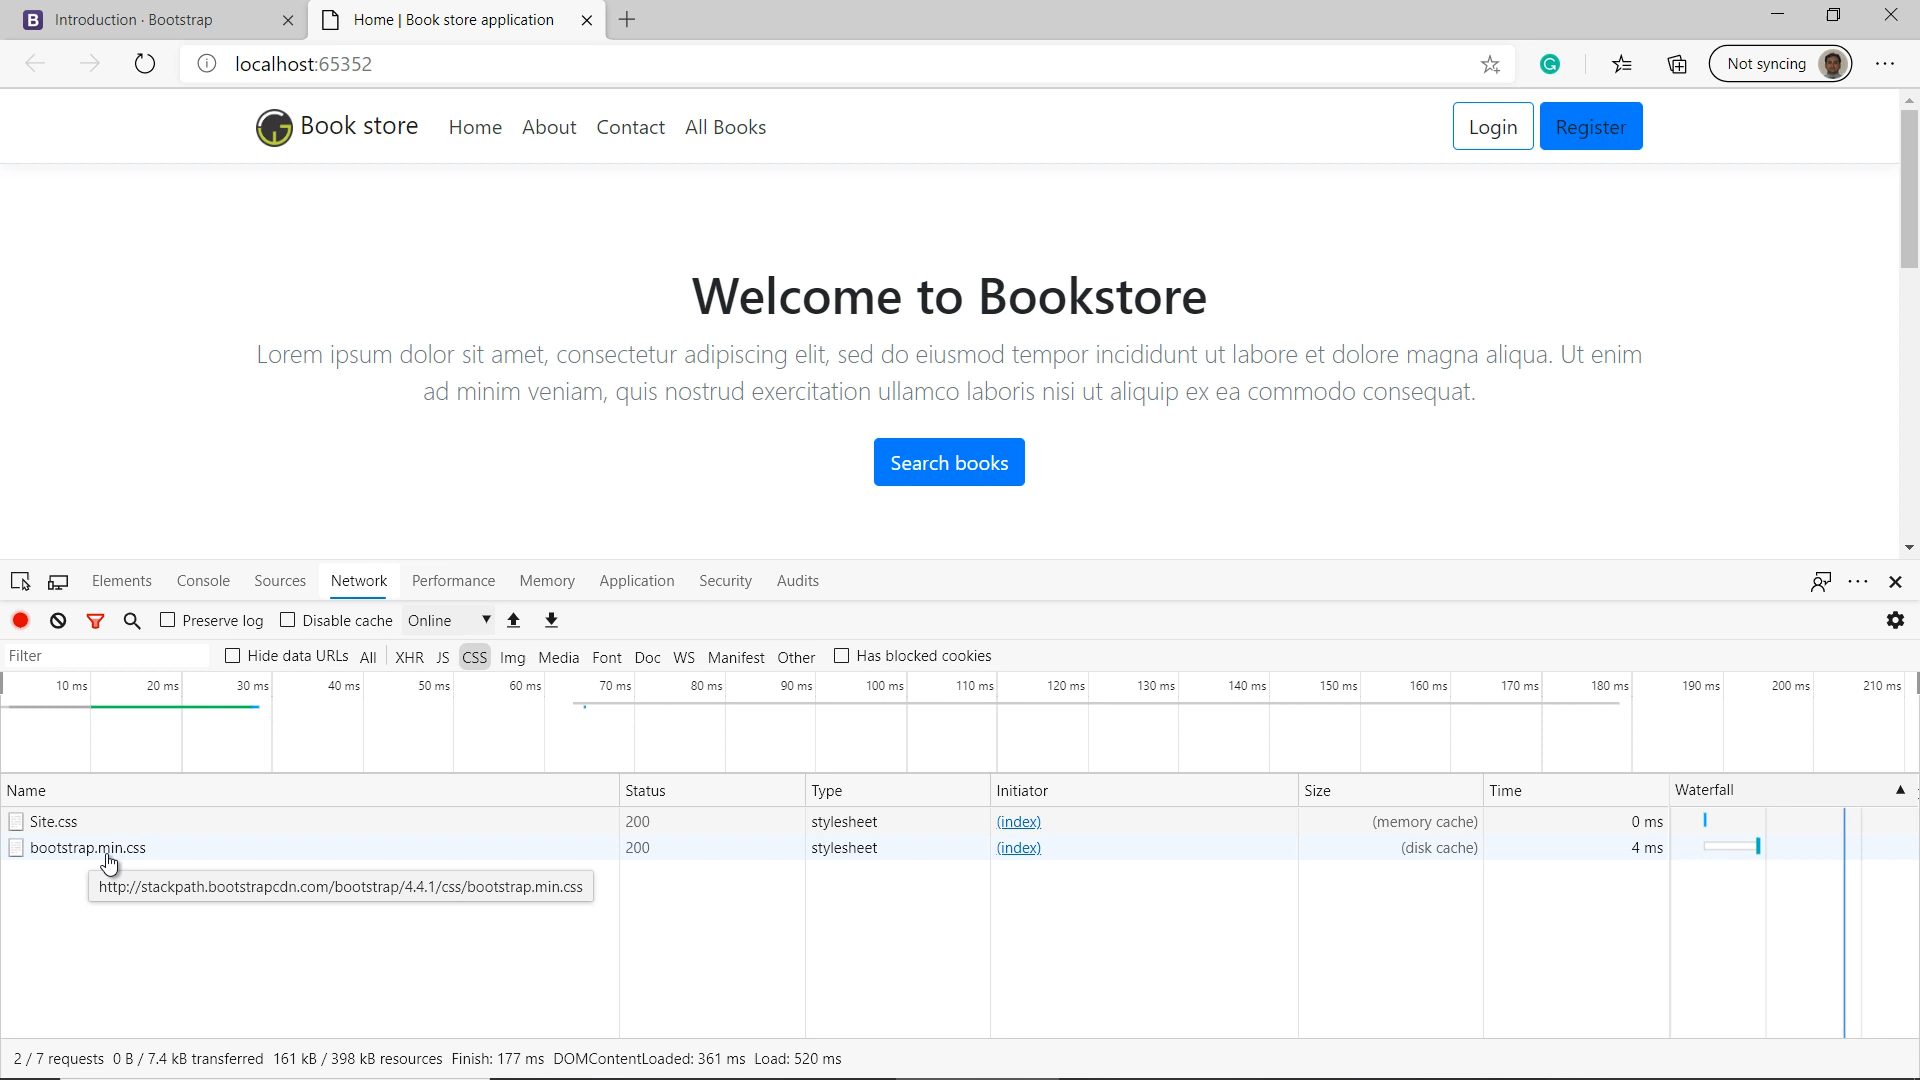 Introduction · Bootstrap
Home | Book store application
localhost:65352
Not syncing
Book store Home About Contact All Books Login Register
Welcome to Bookstore
Lorem ipsum dolor sit amet, consectetur adipiscing elit, sed do eiusmod tempor incididunt ut labore et dolore magna aliqua. Ut enim
ad minim veniam, quis nostrud exercitation ullamco laboris nisi ut aliquip ex ea commodo consequat.
Search books
Elements Console Sources Network Performance Memory Application Security Audits
Preserve log Disable cache Online
Filter Hide data URLs All XHR JS CSS Img Media Font Doc WS Manifest Other Has blocked cookies
10 ms 20 ms 30 ms 40 ms 50 ms 60 ms 70 ms 80 ms 90 ms 100 ms 110 ms 120 ms 130 ms 140 ms 150 ms 160 ms 170 ms 180 ms 190 ms 200 ms 210 ms
Name Status Type Initiator Size Time Waterfall
Site.css 200 stylesheet (index) (memory cache) 0 ms
bootstrap.min.css 200 stylesheet (index) (disk cache) 4 ms
http://stackpath.bootstrapcdn.com/bootstrap/4.4.1/css/bootstrap.min.css
2 / 7 requests 0 B / 7.4 kB transferred 161 kB / 398 kB resources Finish: 177 ms DOMContentLoaded: 361 ms Load: 520 ms